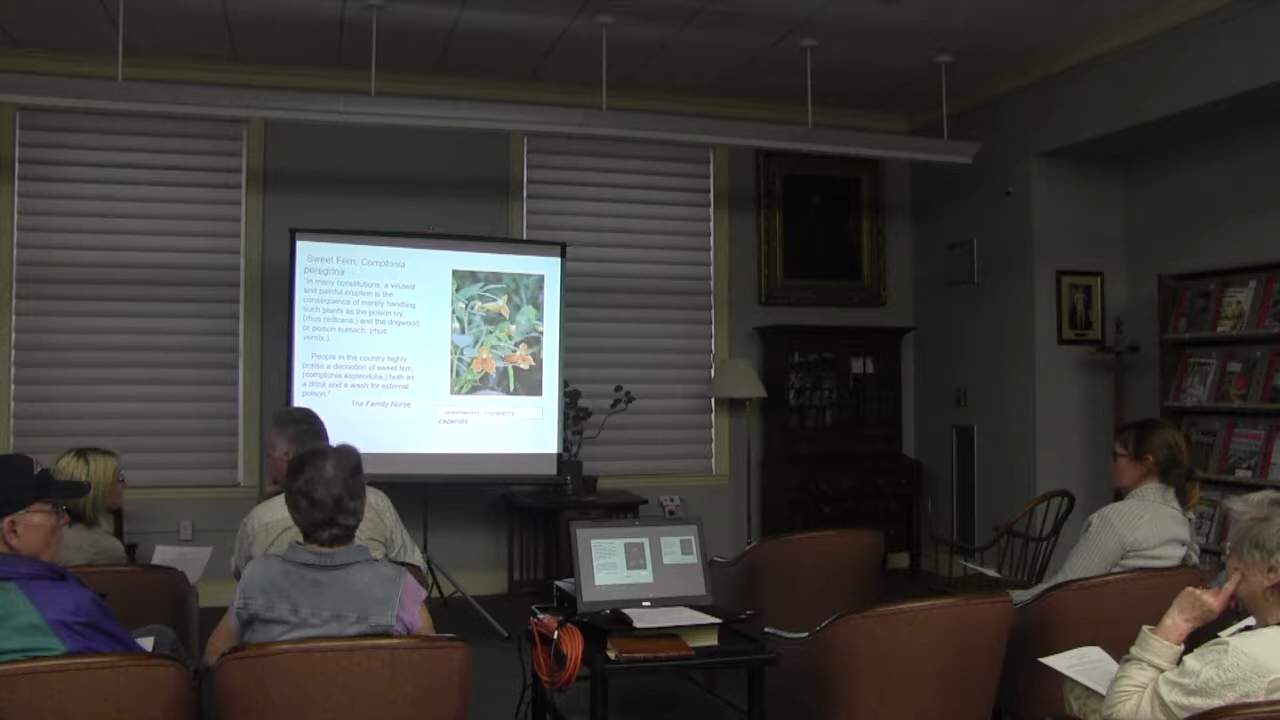 Sweet Fern, Comptonia
peregrina
"In many constitutions, a virulent
and painful eruption is the
consequence of merely handling
such plants as the poison ivy,
(rhus radicans,) and the dogwood,
or poison sumach, (rhus
vernix.)...
People in the country highly
praise a decoction of sweet fern,
(comptonia asplenifolia,) both as
a drink and a wash for external
poison."
The Family Nurse
Impatiens
capensis